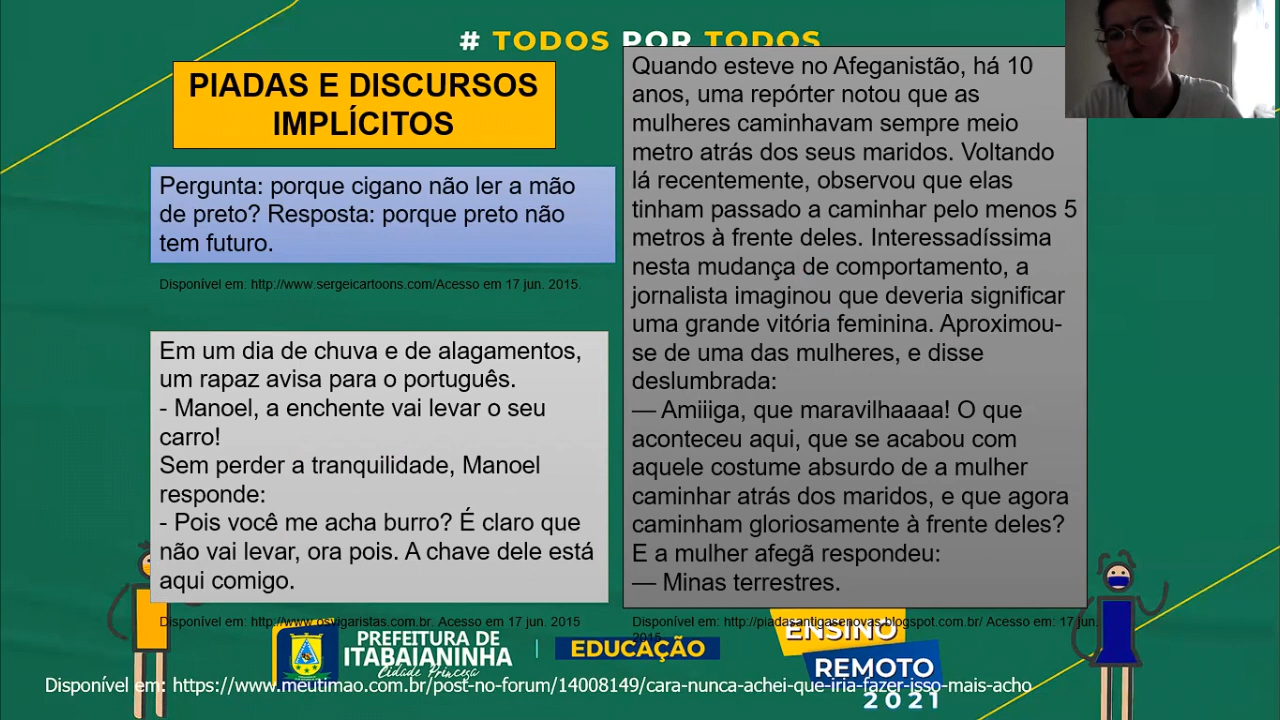 # TODOS POR TODOS
PIADAS E DISCURSOS
IMPLÍCITOS
Pergunta: porque cigano não ler a mão
de preto? Resposta: porque preto não
tem futuro.
Disponível em: http://www.sergeicartoons.com/Acesso em 17 jun. 2015.
Em um dia de chuva e de alagamentos,
um rapaz avisa para o português.
- Manoel, a enchente vai levar o seu
carro!
Sem perder a tranquilidade, Manoel
responde:
- Pois você me acha burro? É claro que
não vai levar, ora pois. A chave dele está
aqui comigo.
Disponível em: http://www.osvigaristas.com.br. Acesso em 17 jun. 2015
Quando esteve no Afeganistão, há 10
anos, uma repórter notou que as
mulheres caminhavam sempre meio
metro atrás dos seus maridos. Voltando
lá recentemente, observou que elas
tinham passado a caminhar pelo menos 5
metros à frente deles. Interessadíssima
nesta mudança de comportamento, a
jornalista imaginou que deveria significar
uma grande vitória feminina. Aproximou-
se de uma das mulheres, e disse
deslumbrada:
— Amiiiga, que maravilhaaaa! O que
aconteceu aqui, que se acabou com
aquele costume absurdo de a mulher
caminhar atrás dos maridos, e que agora
caminham gloriosamente à frente deles?
E a mulher afegã respondeu:
— Minas terrestres.
Disponível em: http://piadasantigasenovas.blogspot.com.br/ Acesso em: 17 jun.
2015
PREFEITURA DE
ITABAIANINHA
Cidade Princesa
EDUCAÇÃO
ENSINO
REMOTO
2021
Disponível em: https://www.meutimao.com.br/post-no-forum/14008149/cara-nunca-achei-que-iria-fazer-isso-mais-acho